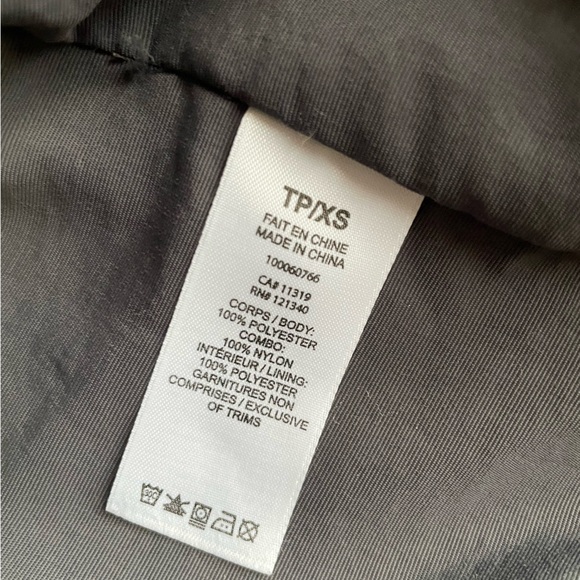 TP/XS
FAIT EN CHINE
MADE IN CHINA
100060766
CA# 11319
RN# 121340
CORPS / BODY:
100% POLYESTER
COMBO:
100% NYLON
INTÉRIEUR / LINING:
100% POLYESTER
GARNITURES NON
COMPRISES / EXCLUSIVE
OF TRIMS